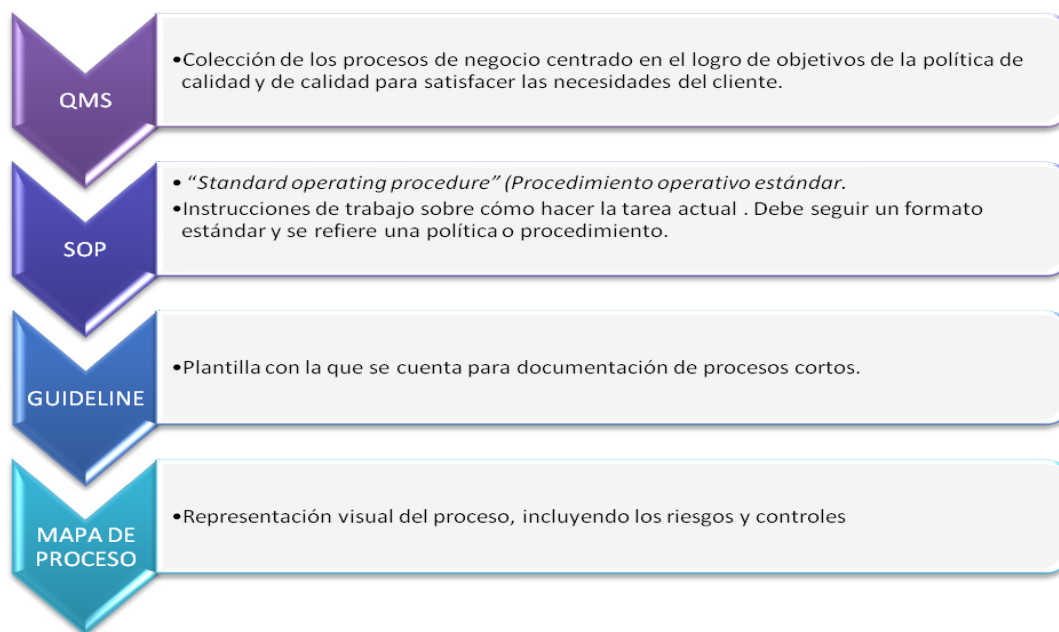 QMS
•Colección de los procesos de negocio centrado en el logro de objetivos de la política de
calidad y de calidad para satisfacer las necesidades del cliente.
SOP
• “Standard operating procedure” (Procedimiento operativo estándar.
•Instrucciones de trabajo sobre cómo hacer la tarea actual . Debe seguir un formato
estándar y se refiere una política o procedimiento.
GUIDELINE
•Plantilla con la que se cuenta para documentación de procesos cortos.
MAPA DE
PROCESO
•Representación visual del proceso, incluyendo los riesgos y controles